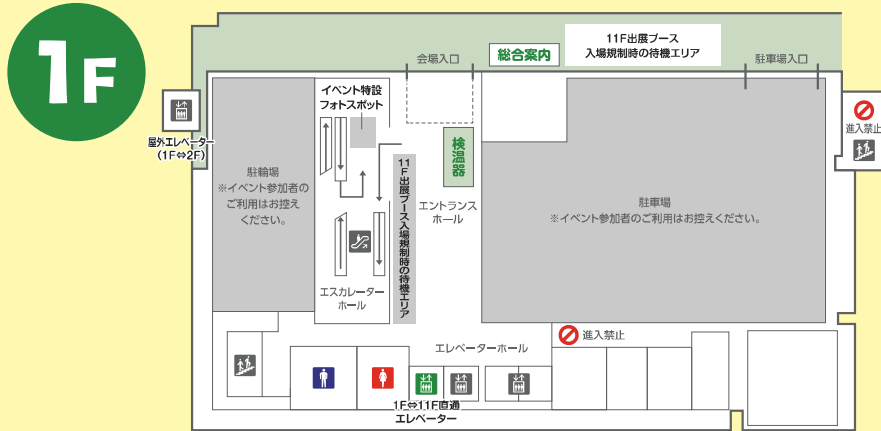 1F
会場入口
総合案内
11F出展ブース
入場規制時の待機エリア
駐車場入口
イベント特設
フォトスポット
屋外エレベーター
(1F⇔2F)
進入禁止
検温器
駐輪場
※イベント参加者の
ご利用はお控え
ください。
11F出展ブース入場規制時の待機エリア
エントランス
ホール
駐車場
※イベント参加者のご利用はお控えください。
エスカレーター
ホール
エレベーターホール
進入禁止
1F⇔11F直通
エレベーター